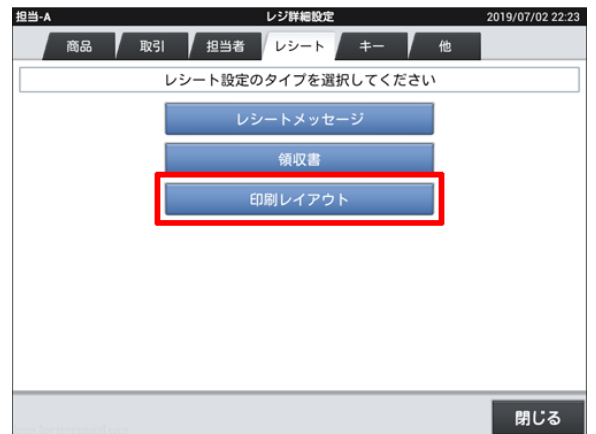 担当-A レジ詳細設定 2019/07/02 22:23
商品 取引 担当者 レシート キー 他
レシート設定のタイプを選択してください
レシートメッセージ
領収書
印刷レイアウト
閉じる